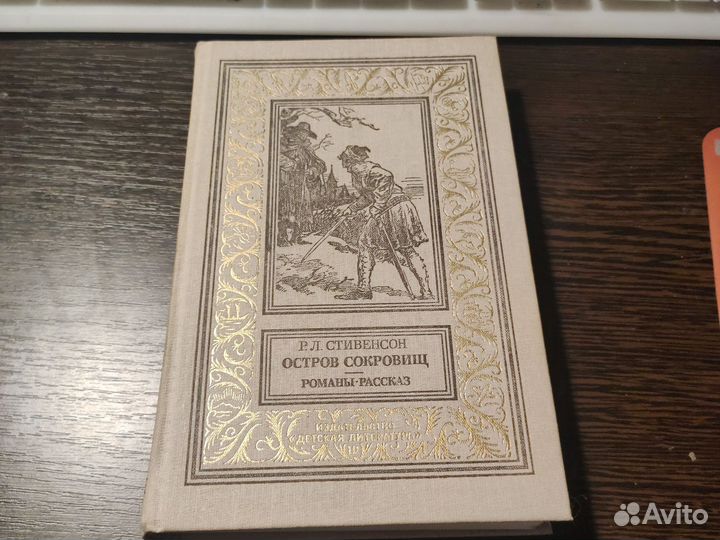 Р.Л. СТИВЕНСОН
ОСТРОВ СОКРОВИЩ
РОМАНЫ·РАССКАЗ
ИЗДАТЕЛЬСТВО
«ДЕТСКАЯ ЛИТЕРАТУРА»
Avito